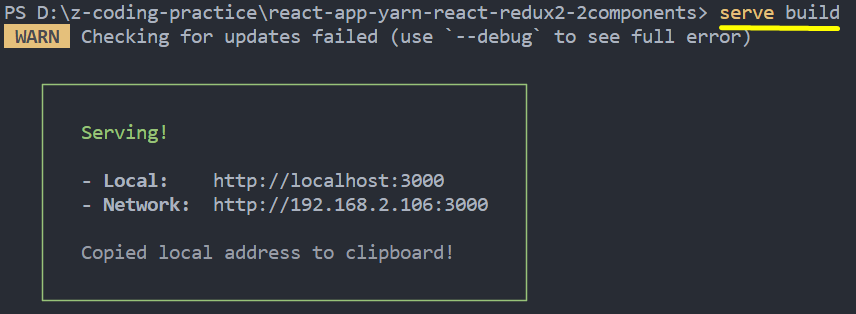 PS D:\z-coding-practice\react-app-yarn-react-redux2-2components> serve build
WARN Checking for updates failed (use `--debug` to see full error)
Serving!
- Local: http://localhost:3000
- Network: http://192.168.2.106:3000
Copied local address to clipboard!